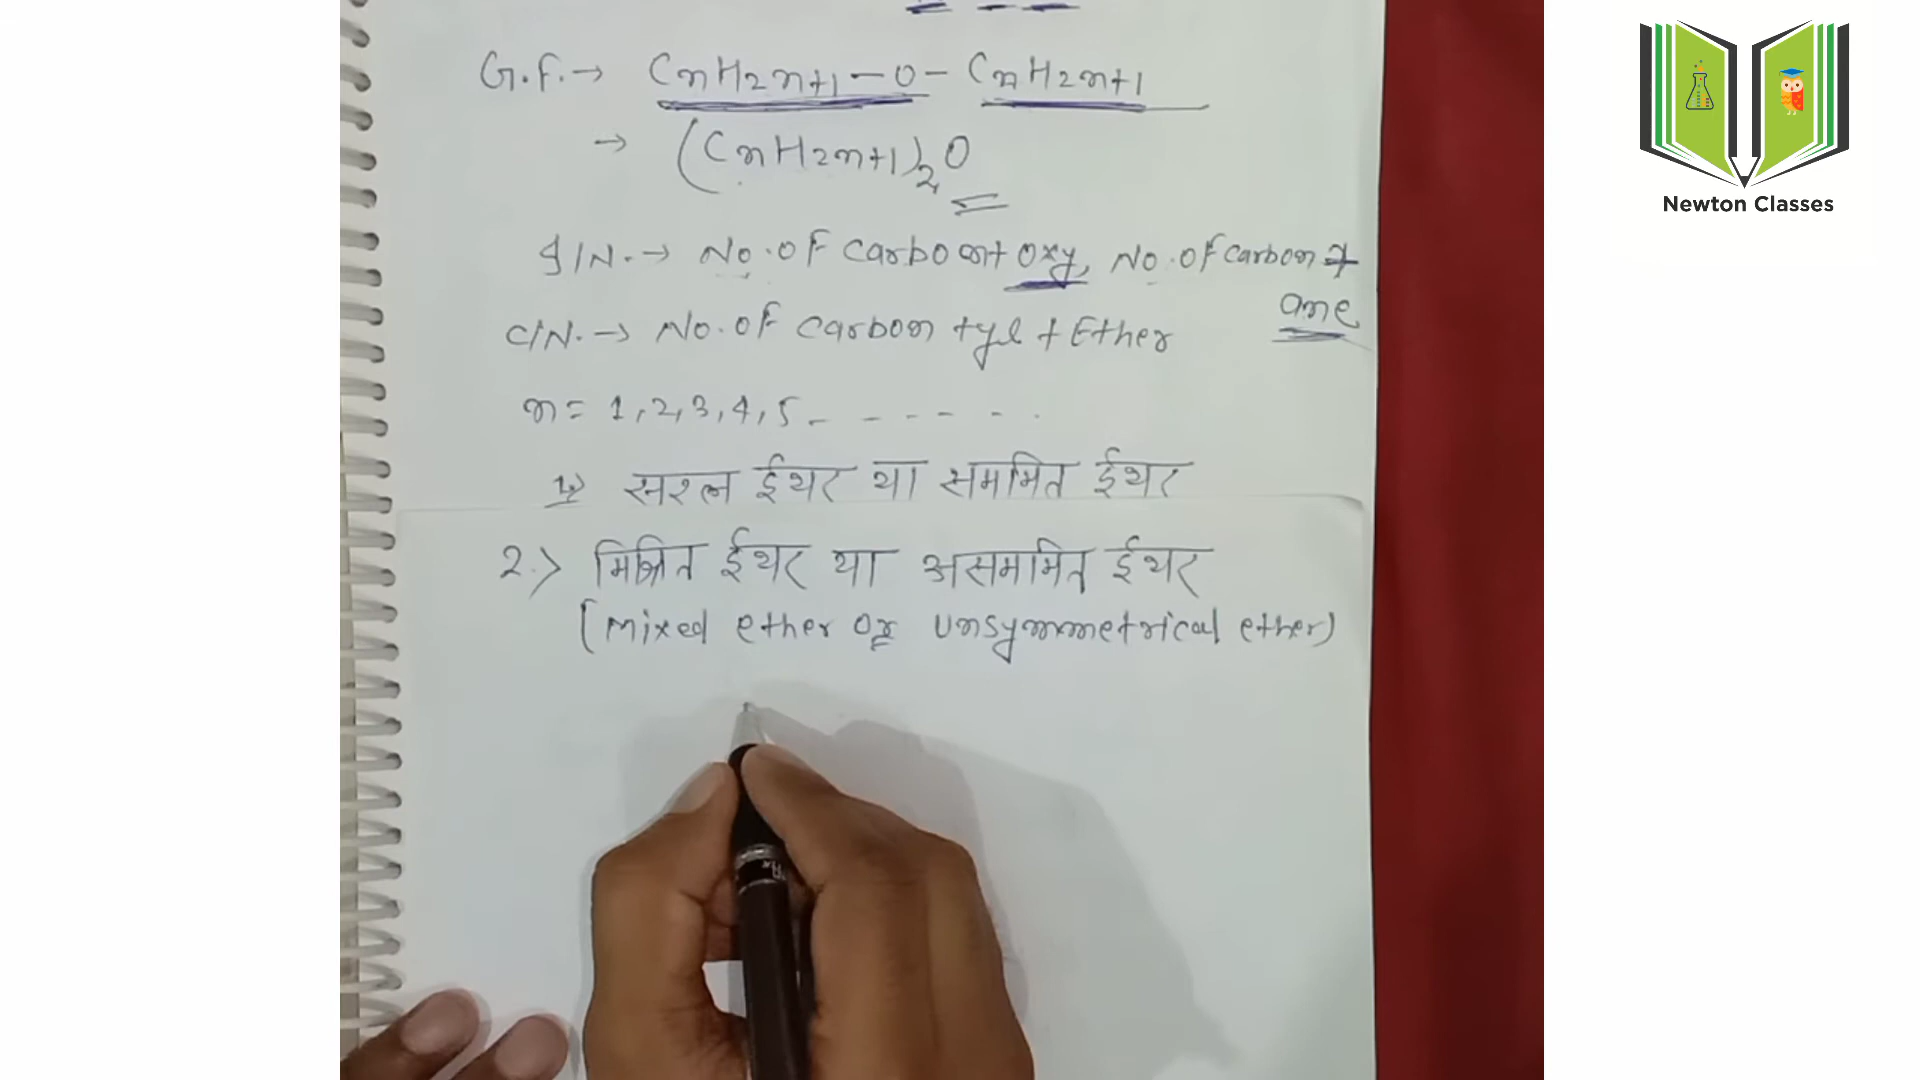 G.F. → CnH2n+1 - O - CnH2n+1
→ (CnH2n+1)2O
I/N. → No. of carbon + oxy, No. of carbon +
ane
C/N. → No. of carbon + yl + Ether
n = 1, 2, 3, 4, 5 - - - - - - .
1.) सरल ईथर या सममित ईथर
2.) मिश्रित ईथर या असममित ईथर
(Mixed ether Or Unsymmetrical ether)
Newton Classes